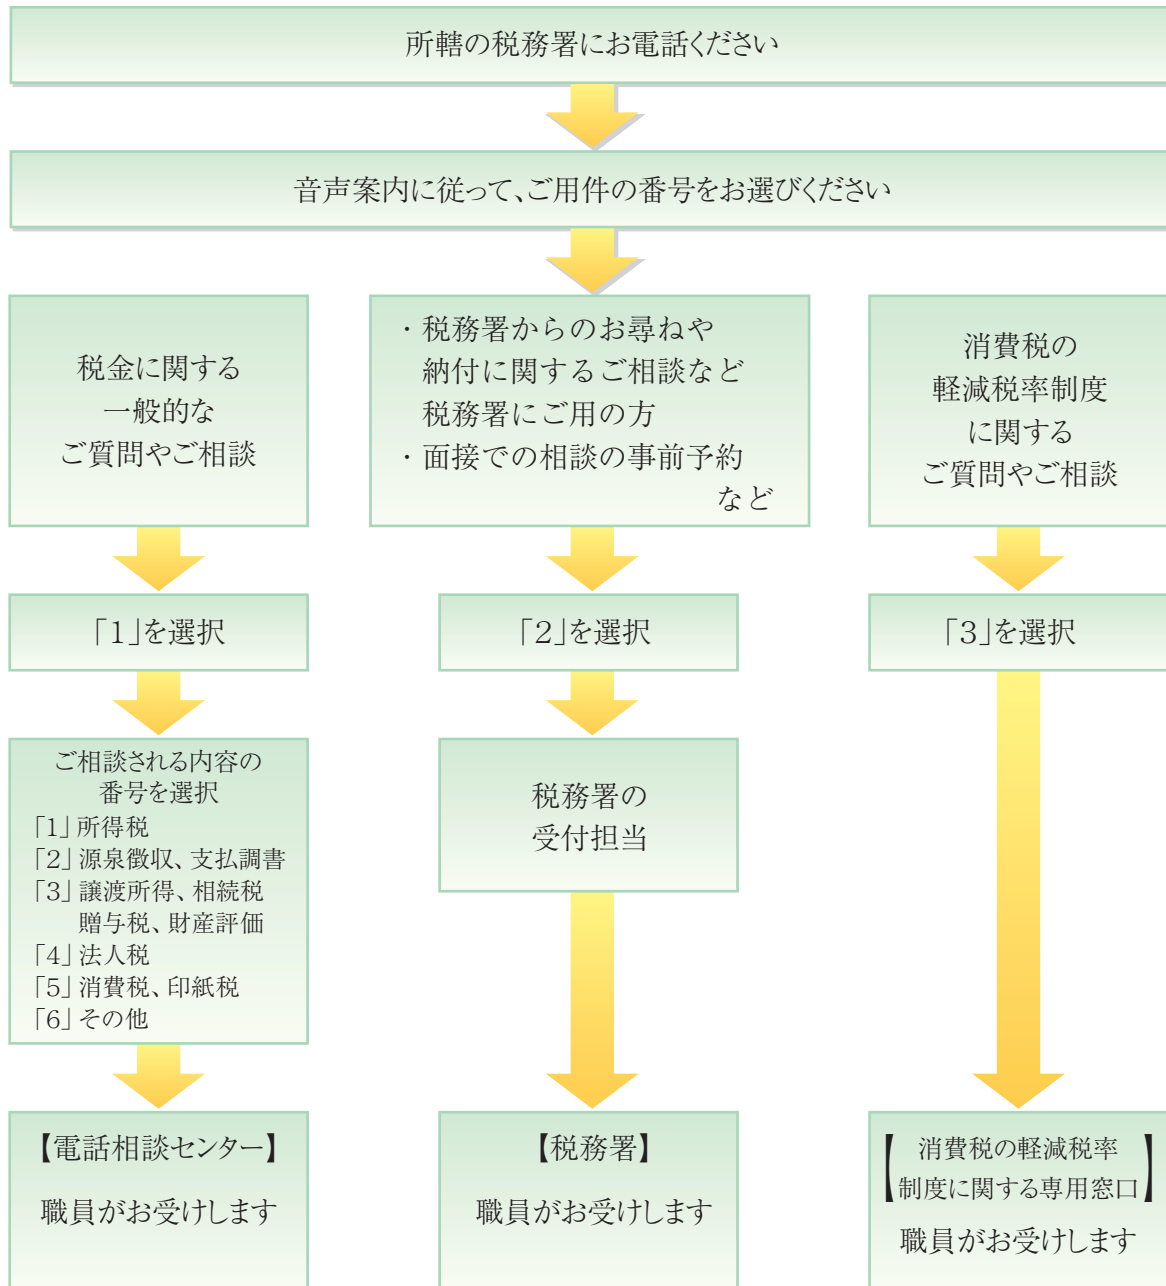 所轄の税務署にお電話ください
音声案内に従って、ご用件の番号をお選びください
税金に関する
一般的な
ご質問やご相談
・税務署からのお尋ねや
納付に関するご相談など
税務署にご用の方
・面接での相談の事前予約
など
消費税の
軽減税率制度
に関する
ご質問やご相談
「1」を選択
「2」を選択
「3」を選択
ご相談される内容の
番号を選択
「1」所得税
「2」源泉徴収、支払調書
「3」譲渡所得、相続税
贈与税、財産評価
「4」法人税
「5」消費税、印紙税
「6」その他
税務署の
受付担当
【電話相談センター】
職員がお受けします
【税務署】
職員がお受けします
【消費税の軽減税率
制度に関する専用窓口】
職員がお受けします